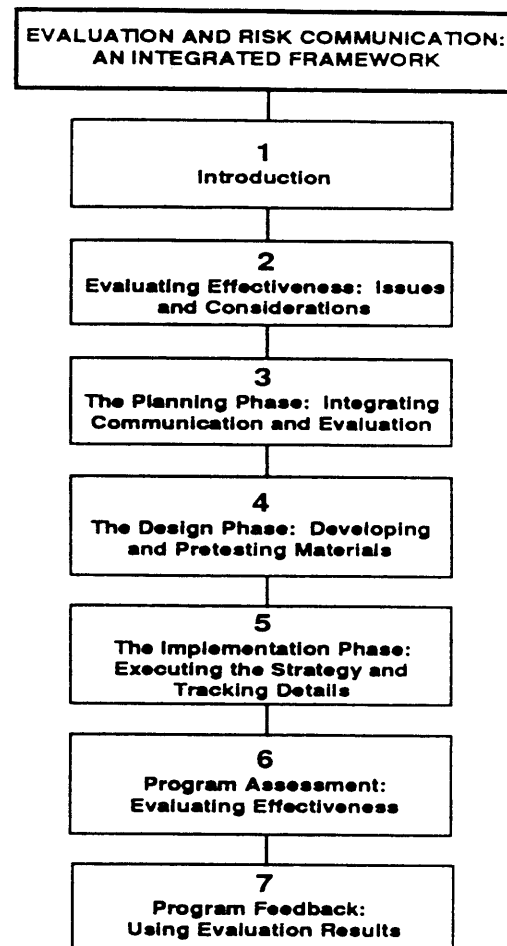 EVALUATION AND RISK COMMUNICATION:
AN INTEGRATED FRAMEWORK
1
Introduction
2
Evaluating Effectiveness: Issues
and Considerations
3
The Planning Phase: Integrating
Communication and Evaluation
4
The Design Phase: Developing
and Pretesting Materials
5
The Implementation Phase:
Executing the Strategy and
Tracking Details
6
Program Assessment:
Evaluating Effectiveness
7
Program Feedback:
Using Evaluation Results